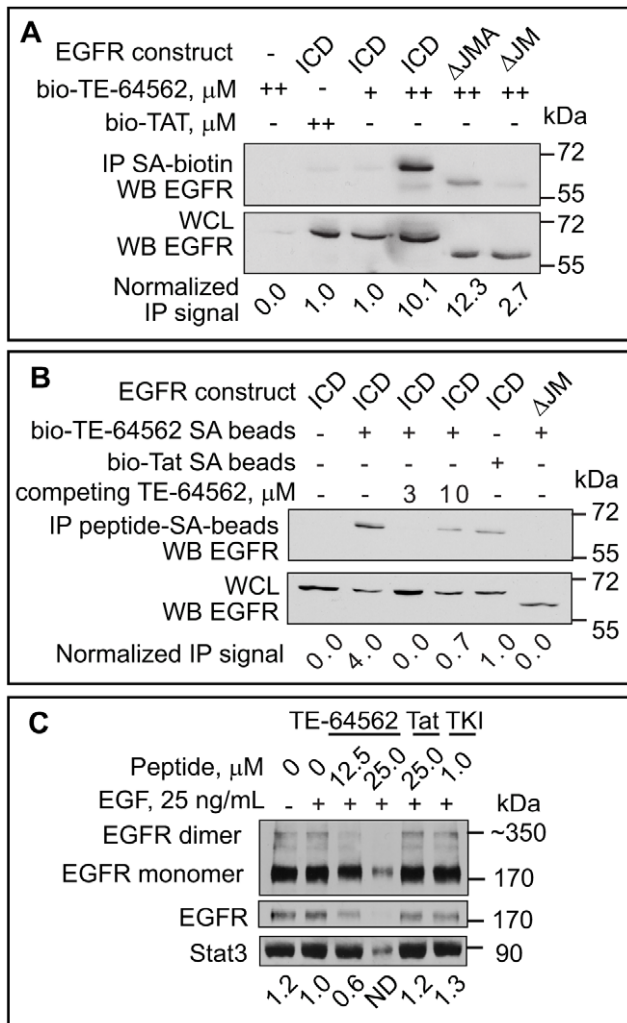 A
EGFR construct - ICD ICD ICD ΔJMA ΔJM
bio-TE-64562, µM ++ - + ++ ++ ++
bio-TAT, µM - ++ - - - -
kDa
IP SA-biotin
WB EGFR
72
55
WCL
WB EGFR
72
55
Normalized
IP signal
0.0 1.0 1.0 10.1 12.3 2.7
B
EGFR construct ICD ICD ICD ICD ICD ΔJM
bio-TE-64562 SA beads - + + + - +
bio-Tat SA beads - - - - + -
competing TE-64562, µM - - 3 10 - -
kDa
IP peptide-SA-beads
WB EGFR
72
55
WCL
WB EGFR
72
55
Normalized IP signal 0.0 4.0 0.0 0.7 1.0 0.0
C
TE-64562 Tat TKI
Peptide, µM 0 0 12.5 25.0 25.0 1.0
EGF, 25 ng/mL - + + + + +
kDa
EGFR dimer ~350
EGFR monomer 170
EGFR 170
Stat3 90
1.2 1.0 0.6 ND 1.2 1.3